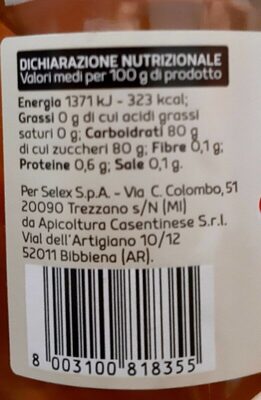 DICHIARAZIONE NUTRIZIONALE
Valori medi per 100 g di prodotto
Energia 1371 kJ - 323 kcal;
Grassi 0 g di cui acidi grassi
saturi 0 g; Carboidrati 80 g
di cui zuccheri 80 g; Fibre 0,1 g;
Proteine 0,6 g; Sale 0,1 g.
Per Selex S.p.A. - Via C. Colombo, 51
20090 Trezzano s/N (MI)
da Apicoltura Casentinese S.r.l.
Vial dell'Artigiano 10/12
52011 Bibbiena (AR).
8 003100 818355